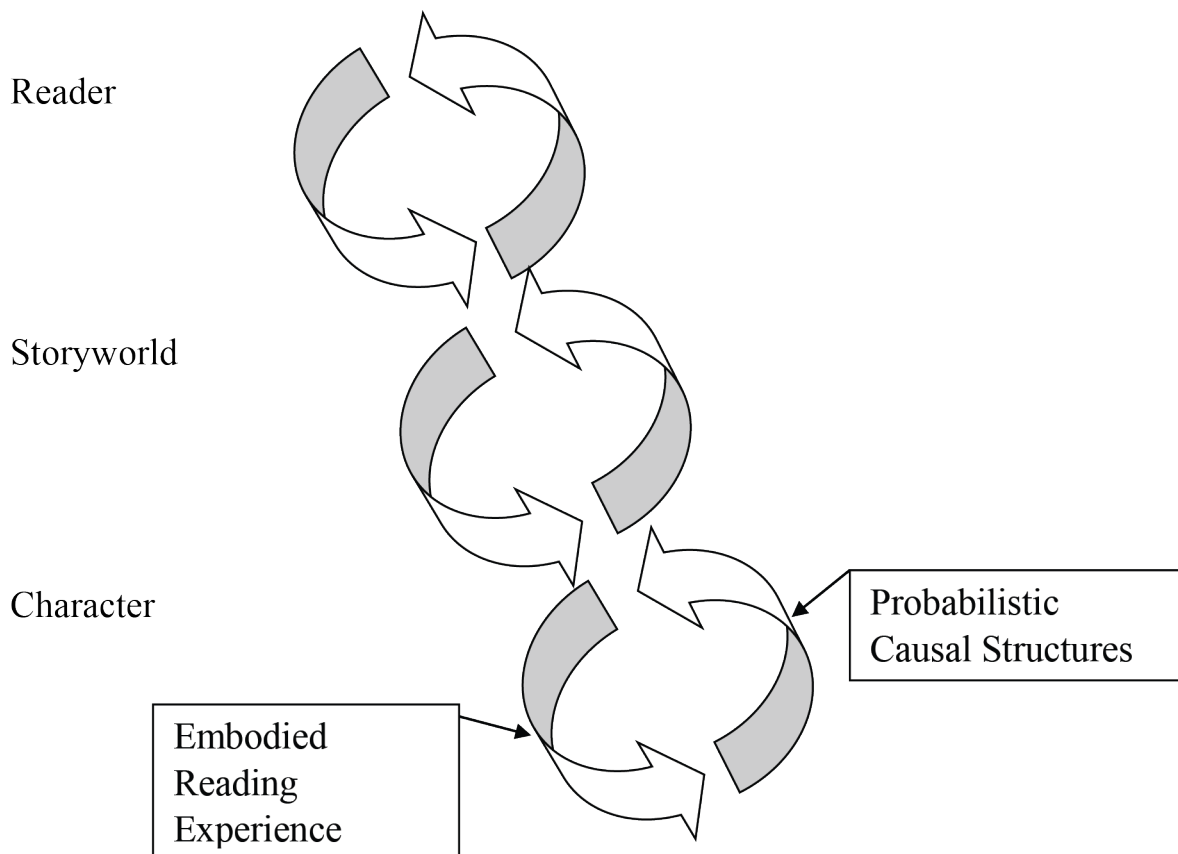 Reader
Storyworld
Character
Probabilistic
Causal Structures
Embodied
Reading
Experience